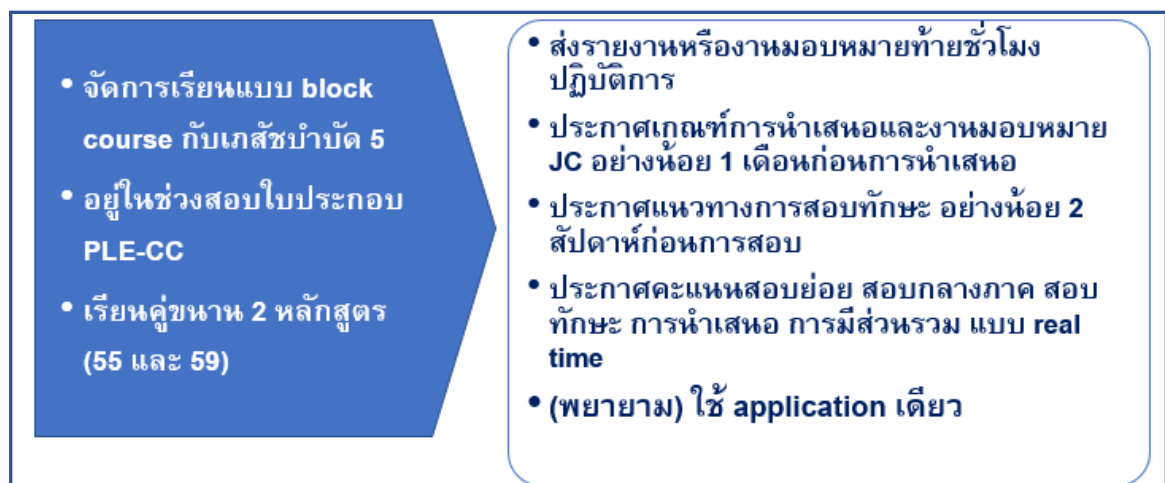 • จัดการเรียนแบบ block
course กับเภสัชบำบัด 5
• อยู่ในช่วงสอบใบประกอบ
PLE-CC
• เรียนคู่ขนาน 2 หลักสูตร
(55 และ 59)
• ส่งรายงานหรืองานมอบหมายท้ายชั่วโมง
ปฏิบัติการ
• ประกาศเกณฑ์การนำเสนอและงานมอบหมาย
JC อย่างน้อย 1 เดือนก่อนการนำเสนอ
• ประกาศแนวทางการสอบทักษะ อย่างน้อย 2
สัปดาห์ก่อนการสอบ
• ประกาศคะแนนสอบย่อย สอบกลางภาค สอบ
ทักษะ การนำเสนอ การมีส่วนรวม แบบ real
time
• (พยายาม) ใช้ application เดียว